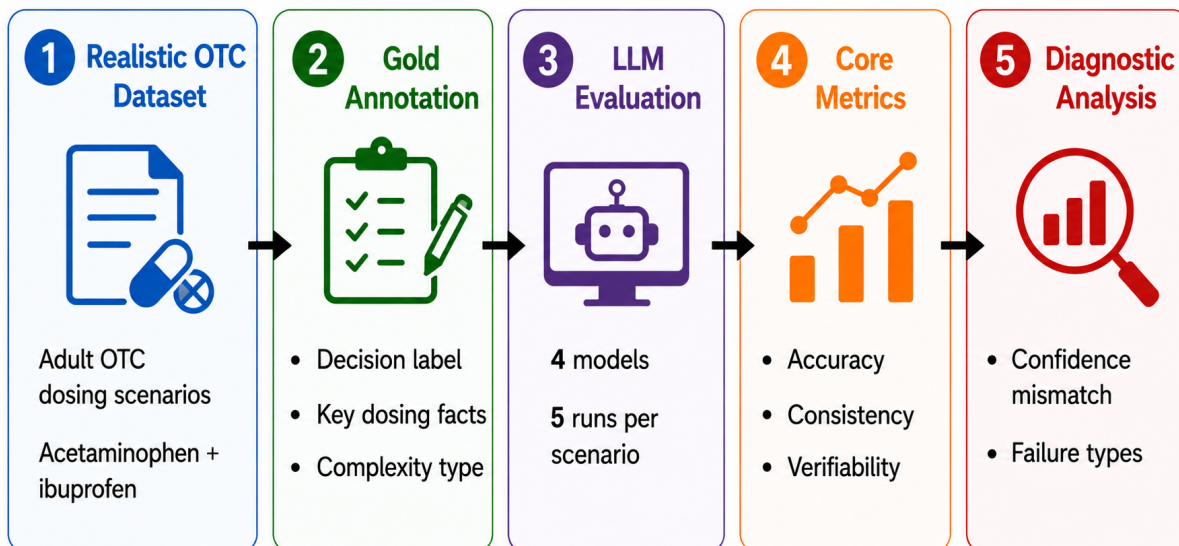 1 Realistic OTC
Dataset
Adult OTC
dosing scenarios
Acetaminophen +
ibuprofen
2 Gold
Annotation
• Decision label
• Key dosing facts
• Complexity type
3 LLM
Evaluation
4 models
5 runs per
scenario
4 Core
Metrics
• Accuracy
• Consistency
• Verifiability
5 Diagnostic
Analysis
• Confidence
mismatch
• Failure types